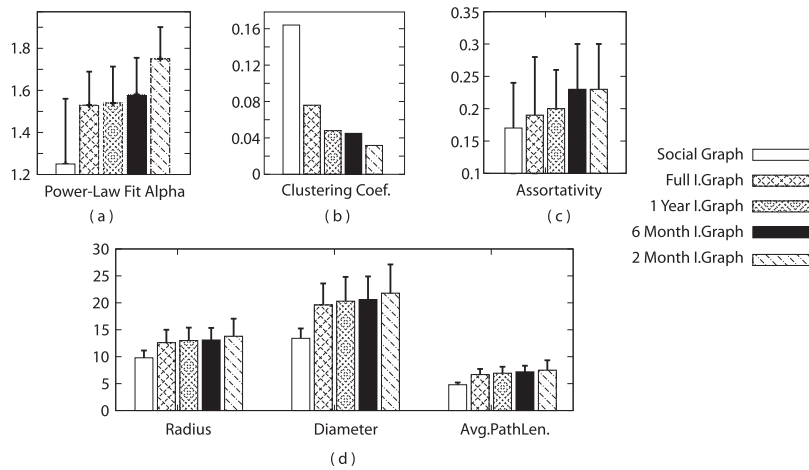 1.8
1.6
1.4
1.2
Power-Law Fit Alpha
(a)
0.16
0.12
0.08
0.04
0
Clustering Coef.
(b)
0.35
0.3
0.25
0.2
0.15
0.1
Assortativity
(c)
Social Graph
Full I.Graph
1 Year I.Graph
6 Month I.Graph
2 Month I.Graph
30
25
20
15
10
5
0
Radius
Diameter
Avg.PathLen.
(d)